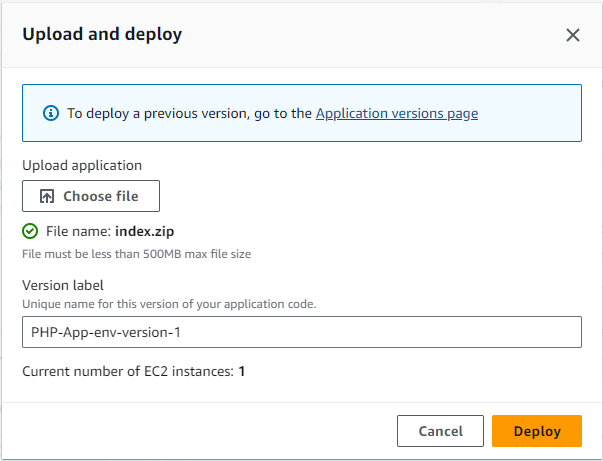 Upload and deploy
To deploy a previous version, go to the Application versions page
Upload application
Choose file
File name: index.zip
File must be less than 500MB max file size
Version label
Unique name for this version of your application code.
PHP-App-env-version-1
Current number of EC2 instances: 1
Cancel Deploy